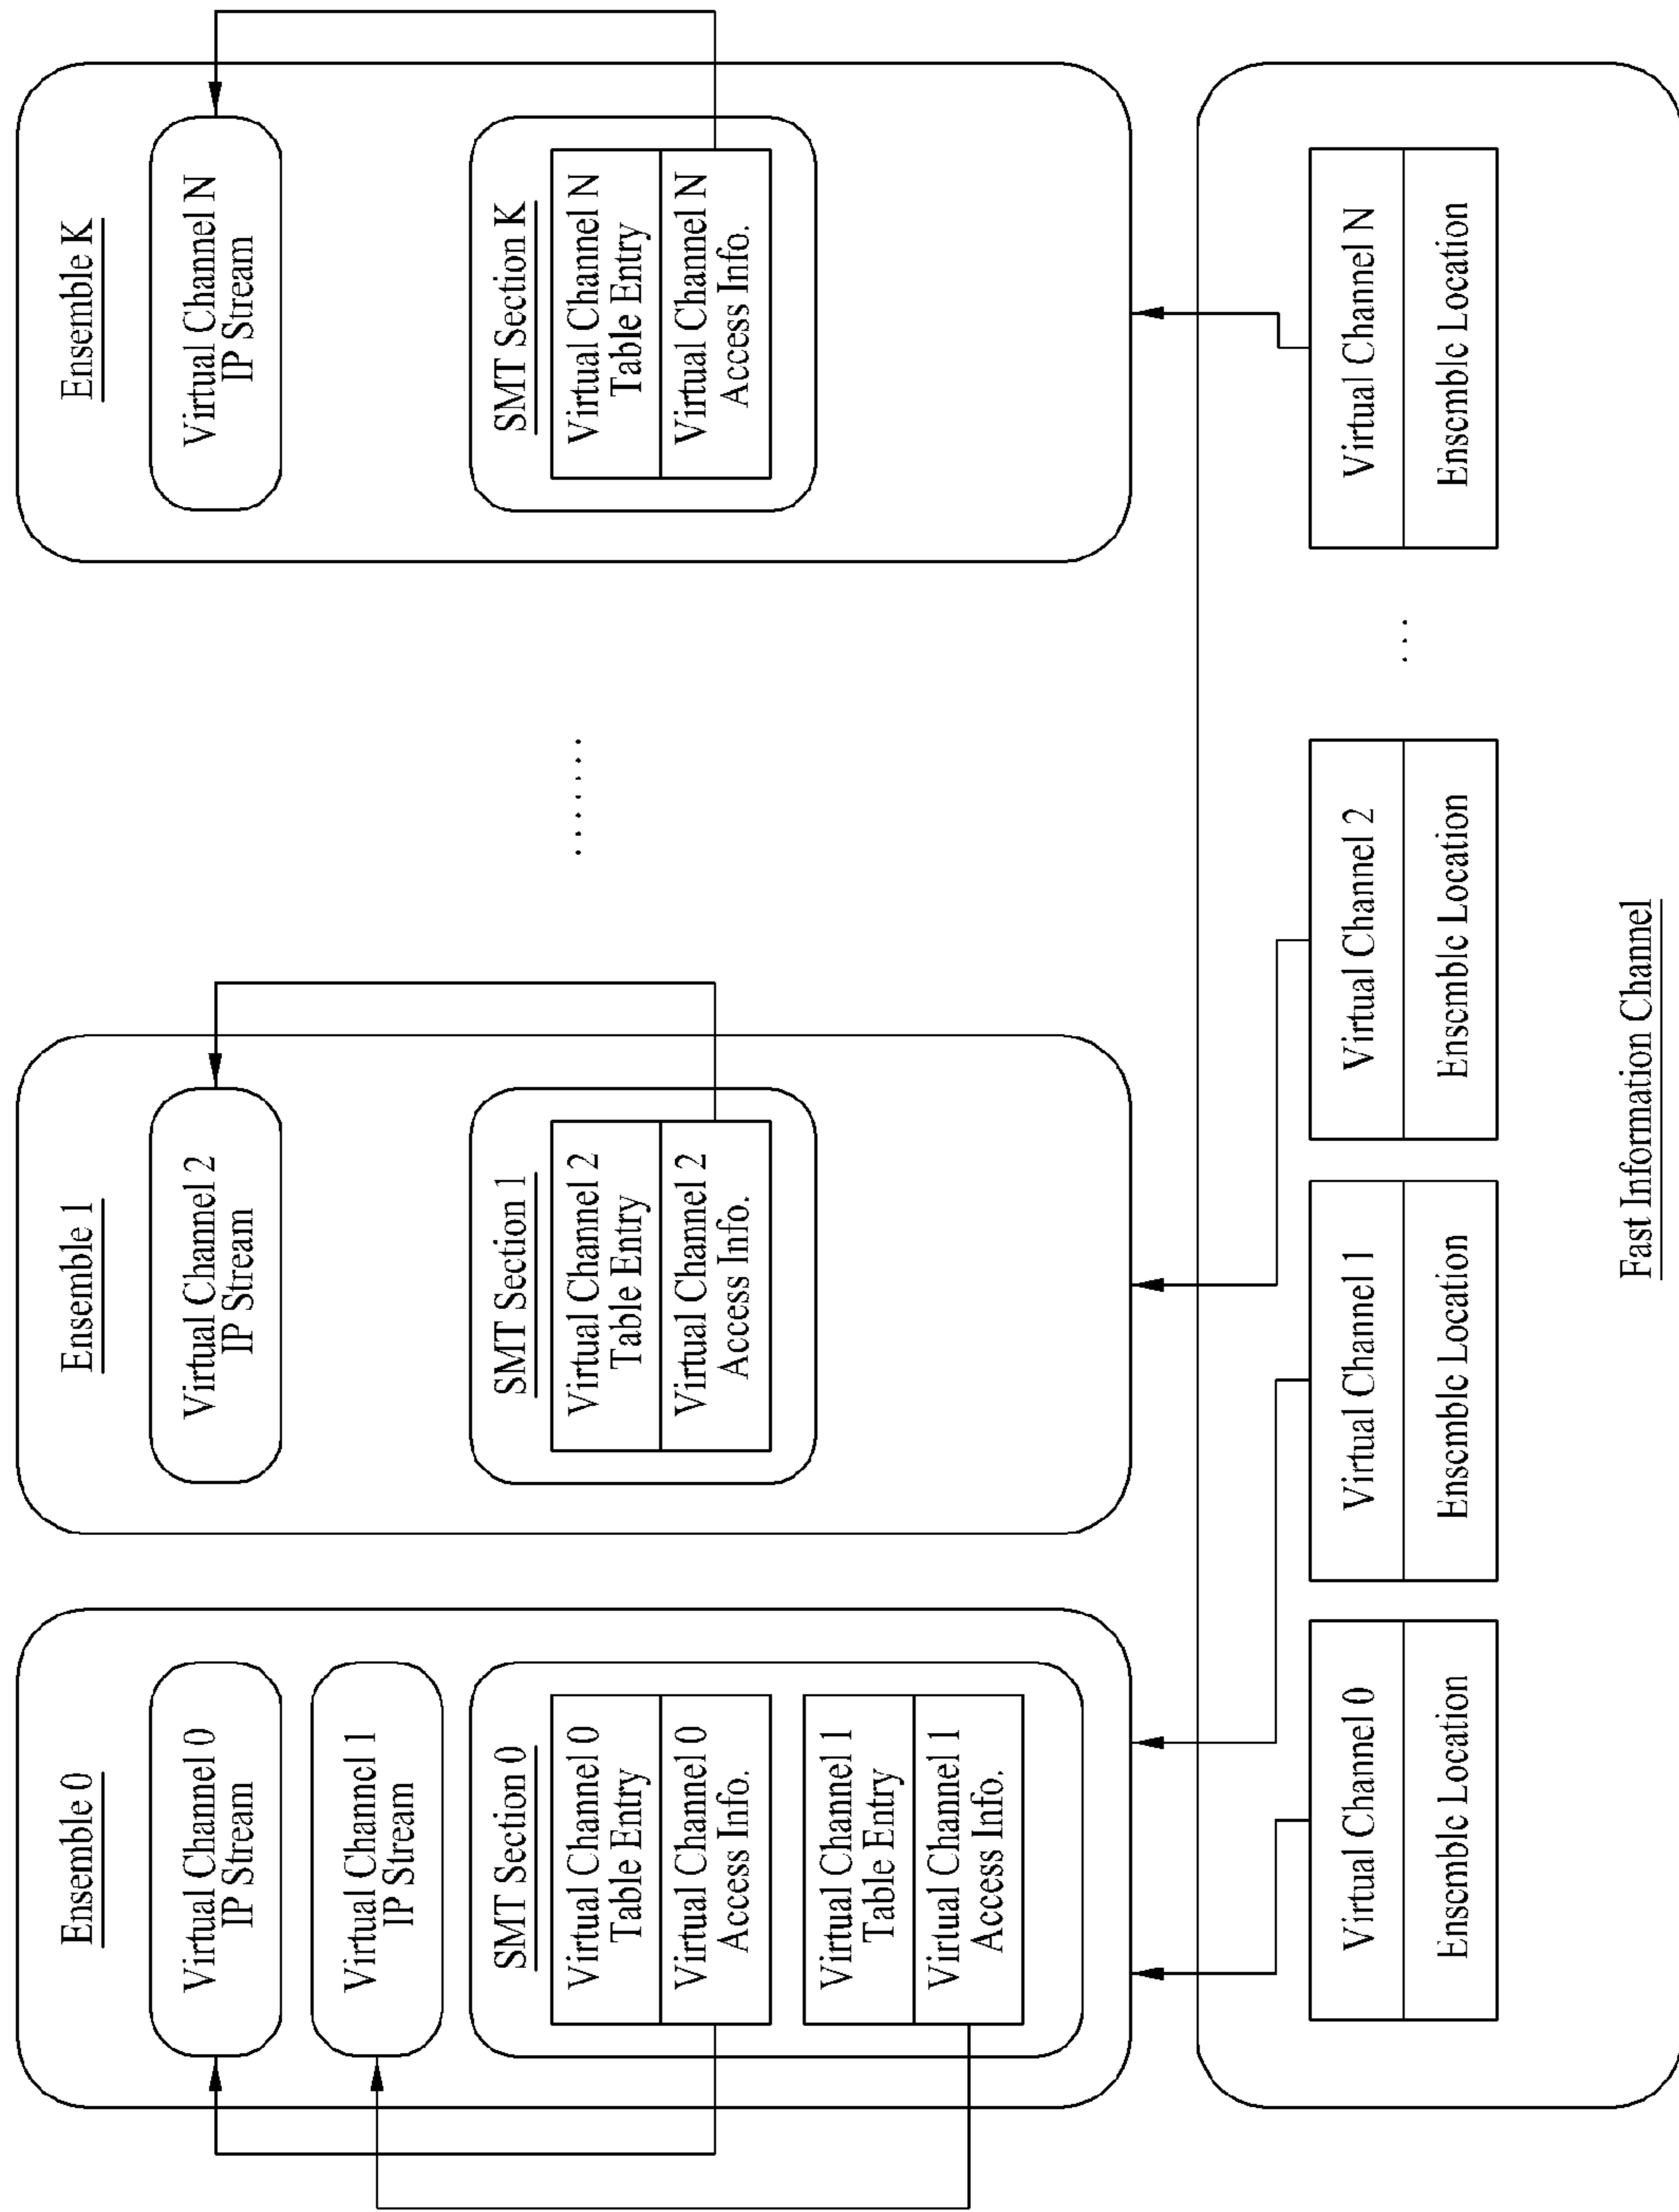 Ensemble 0
Virtual Channel 0
IP Stream
Virtual Channel 1
IP Stream
SMT Section 0
Virtual Channel 0
Table Entry
Virtual Channel 0
Access Info.
Virtual Channel 1
Table Entry
Virtual Channel 1
Access Info.
Ensemble 1
Virtual Channel 2
IP Stream
SMT Section 1
Virtual Channel 2
Table Entry
Virtual Channel 2
Access Info.
.......
Ensemble K
Virtual Channel N
IP Stream
SMT Section K
Virtual Channel N
Table Entry
Virtual Channel N
Access Info.
Virtual Channel 0
Ensemble Location
Virtual Channel 1
Ensemble Location
Virtual Channel 2
Ensemble Location
...
Virtual Channel N
Ensemble Location
Fast Information Channel